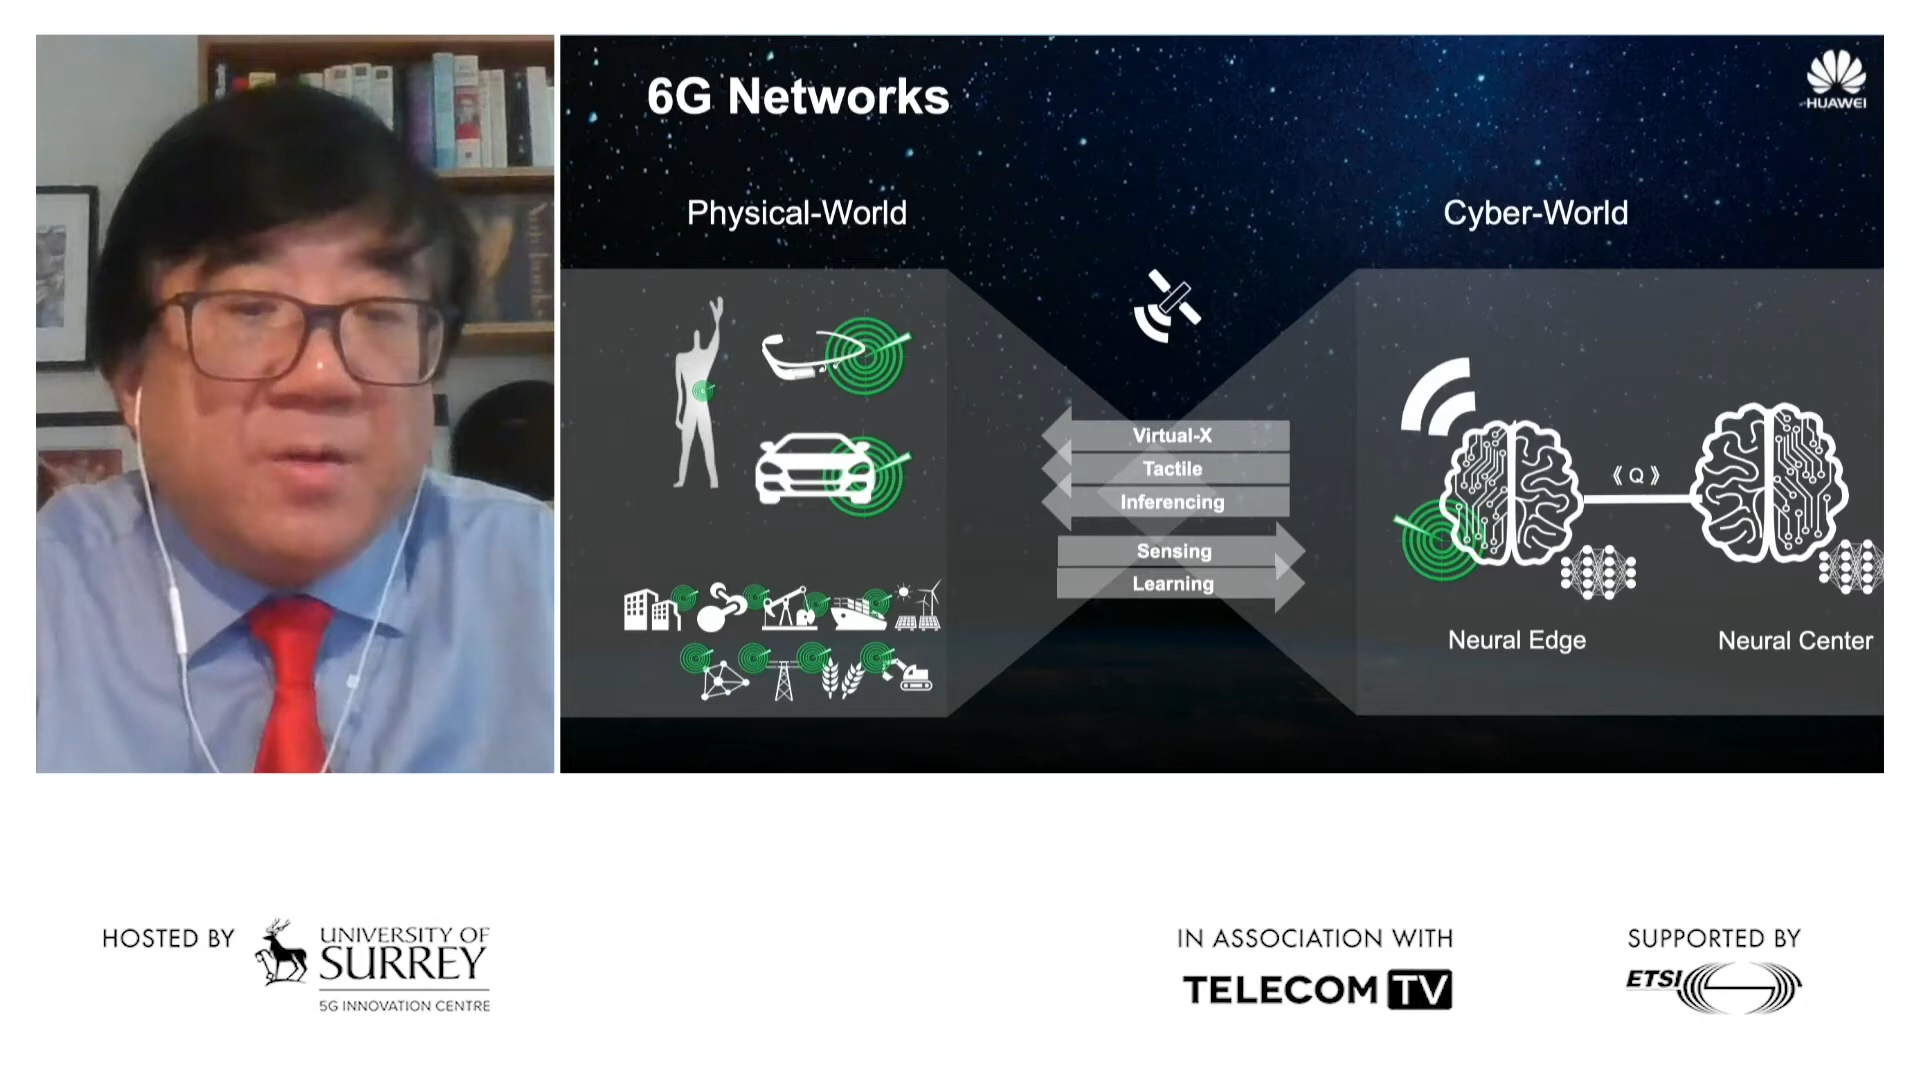 6G Networks
HUAWEI
Physical-World
Cyber-World
Virtual-X
Tactile
Inferencing
Sensing
Learning
《 Q 》
Neural Edge
Neural Center
HOSTED BY
UNIVERSITY OF
SURREY
5G INNOVATION CENTRE
IN ASSOCIATION WITH
TELECOM TV
SUPPORTED BY
ETSI